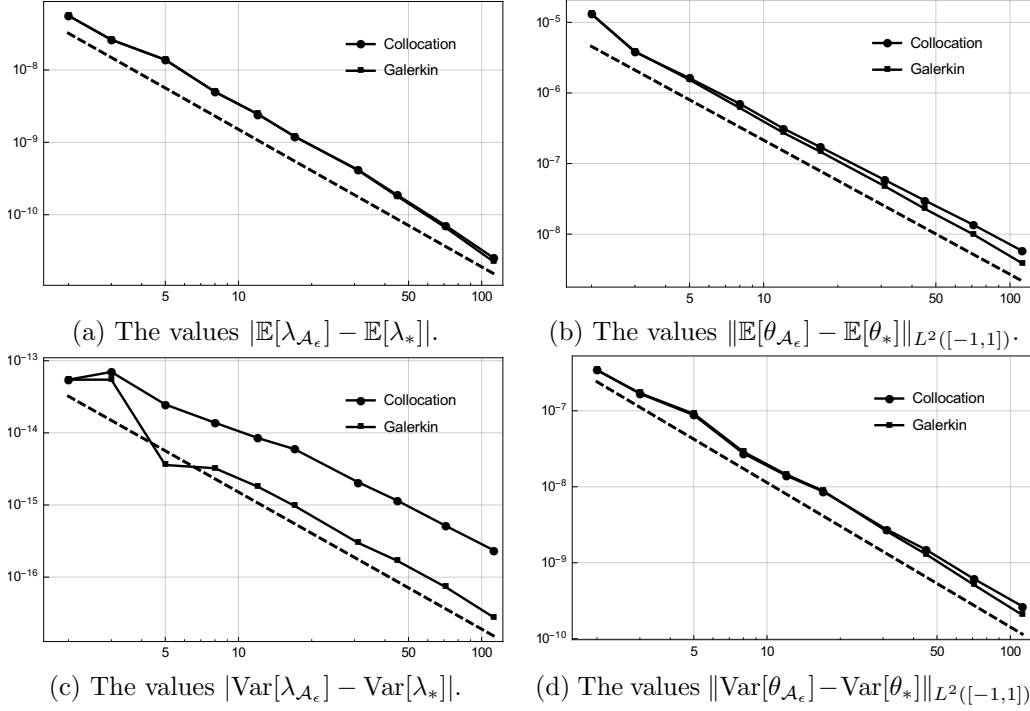 10⁻⁸
10⁻⁹
10⁻¹⁰
5 10 50 100
Collocation
Galerkin
(a) The values |𝔼[λ_{𝒜_ϵ}] − 𝔼[λ_*]|.
10⁻⁵
10⁻⁶
10⁻⁷
10⁻⁸
5 10 50 100
Collocation
Galerkin
(b) The values ‖𝔼[θ_{𝒜_ϵ}] − 𝔼[θ_*]‖_{L²([−1,1])}.
10⁻¹³
10⁻¹⁴
10⁻¹⁵
10⁻¹⁶
5 10 50 100
Collocation
Galerkin
(c) The values |Var[λ_{𝒜_ϵ}] − Var[λ_*]|.
10⁻⁷
10⁻⁸
10⁻⁹
10⁻¹⁰
5 10 50 100
Collocation
Galerkin
(d) The values ‖Var[θ_{𝒜_ϵ}]−Var[θ_*]‖_{L²([−1,1])}